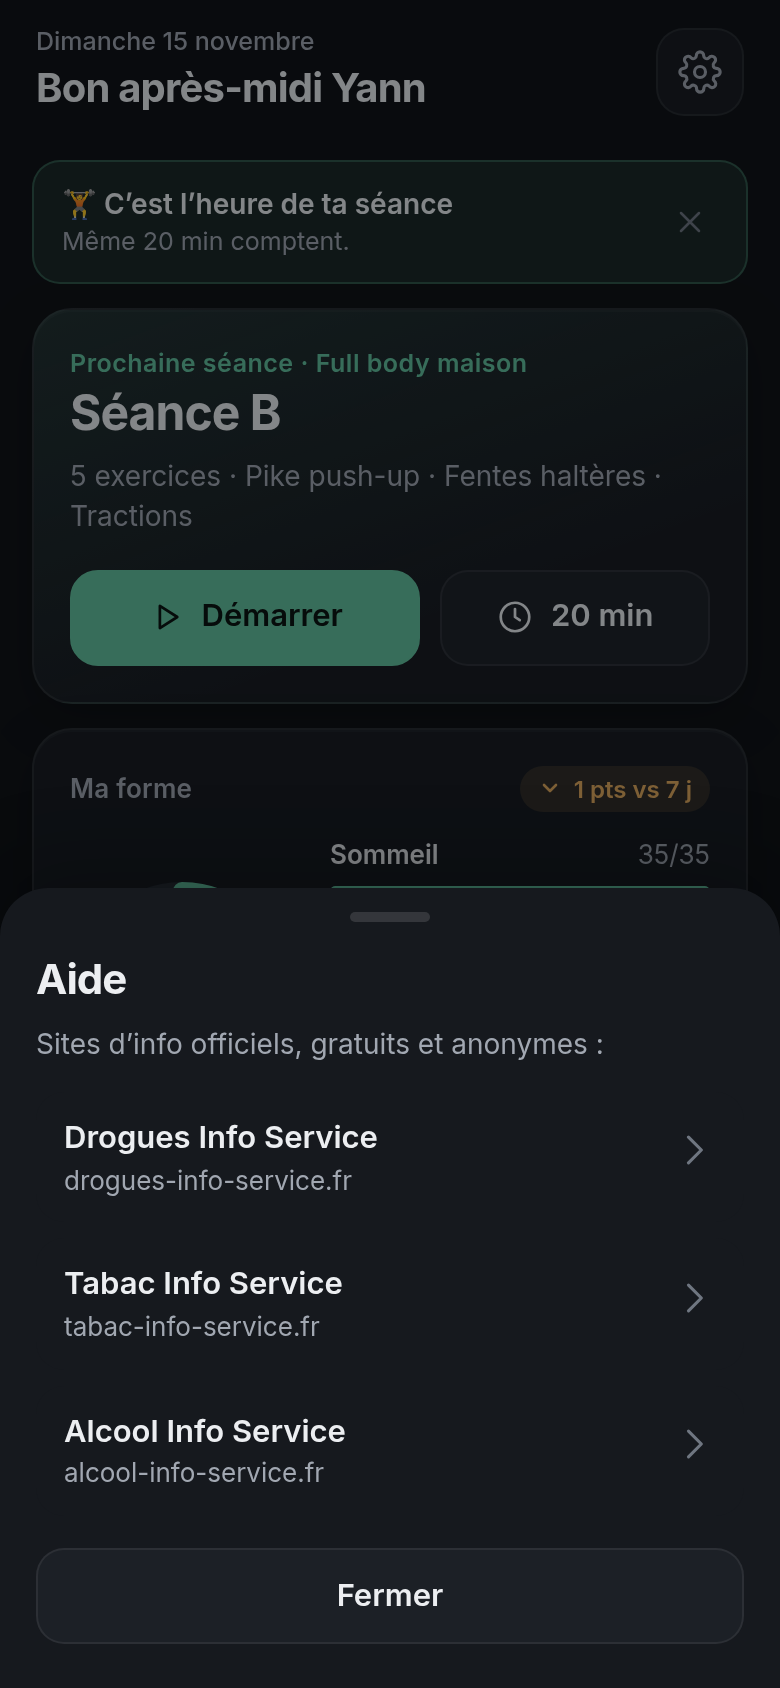 Dimanche 15 novembre
Bon après-midi Yann
🏋️ C’est l’heure de ta séance
Même 20 min comptent.
Prochaine séance · Full body maison
Séance B
5 exercices · Pike push-up · Fentes haltères ·
Tractions
Démarrer
20 min
Ma forme
1 pts vs 7 j
Sommeil
35/35
Aide
Sites d’info officiels, gratuits et anonymes :
Drogues Info Service
drogues-info-service.fr
Tabac Info Service
tabac-info-service.fr
Alcool Info Service
alcool-info-service.fr
Fermer